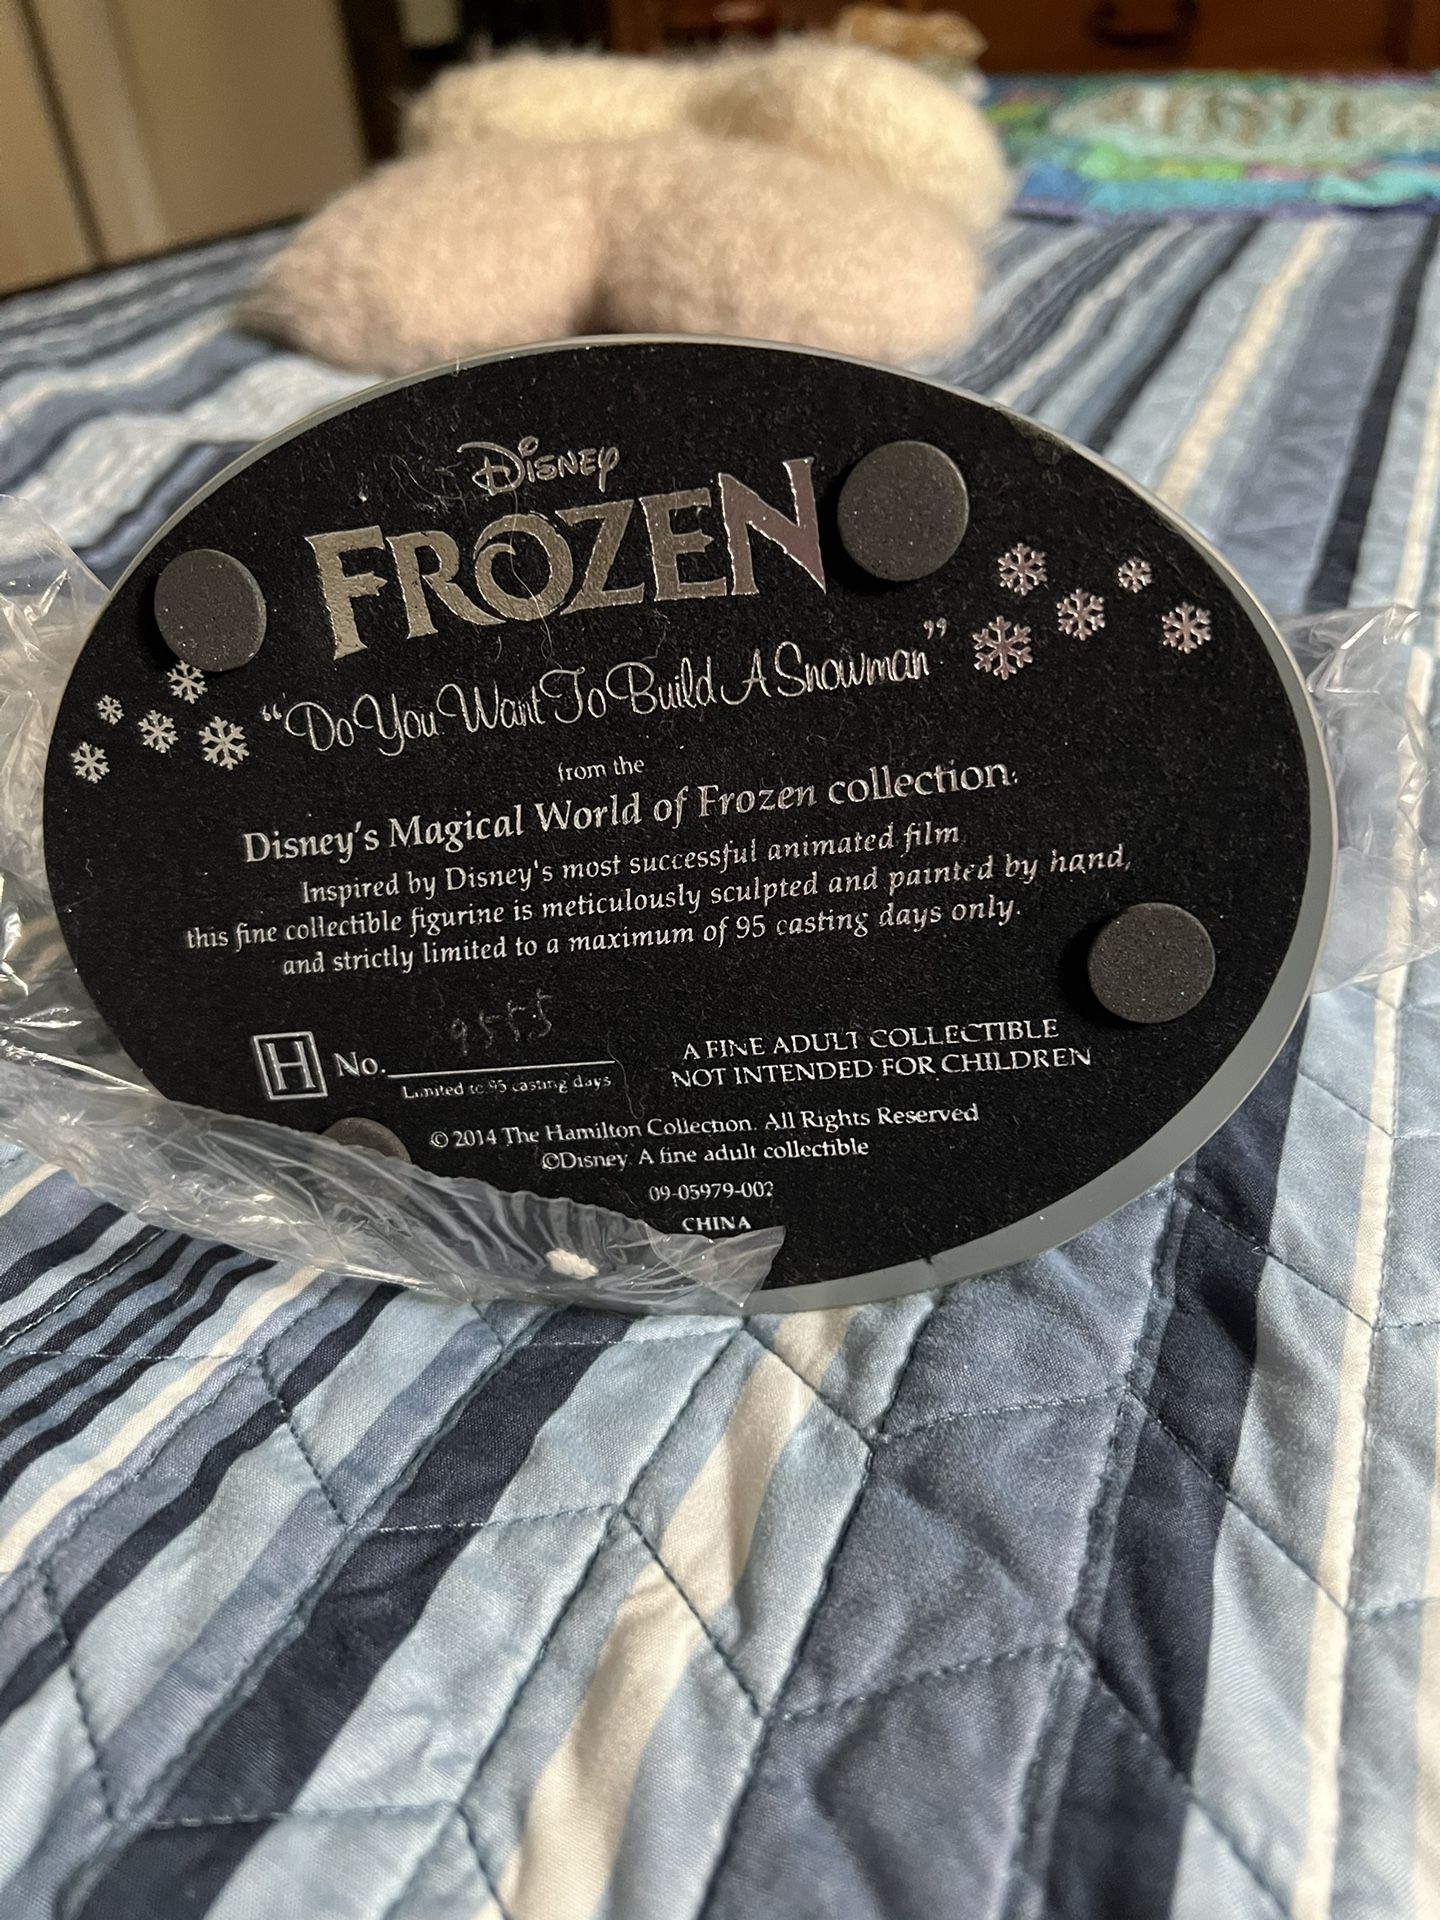 Disney
FROZEN
“Do You Want To Build A Snowman”
from the
Disney's Magical World of Frozen collection.
Inspired by Disney's most successful animated film
this fine collectible figurine is meticulously sculpted and painted by hand,
and strictly limited to a maximum of 95 casting days only.
H No. 9555
Limited to 95 casting days
A FINE ADULT COLLECTIBLE
NOT INTENDED FOR CHILDREN
© 2014 The Hamilton Collection. All Rights Reserved
©Disney. A fine adult collectible
09-05979-002
CHINA